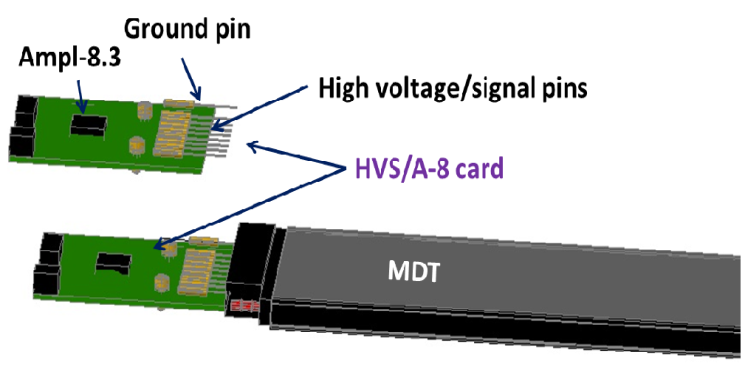 Ground pin
Ampl-8.3
High voltage/signal pins
HVS/A-8 card
MDT